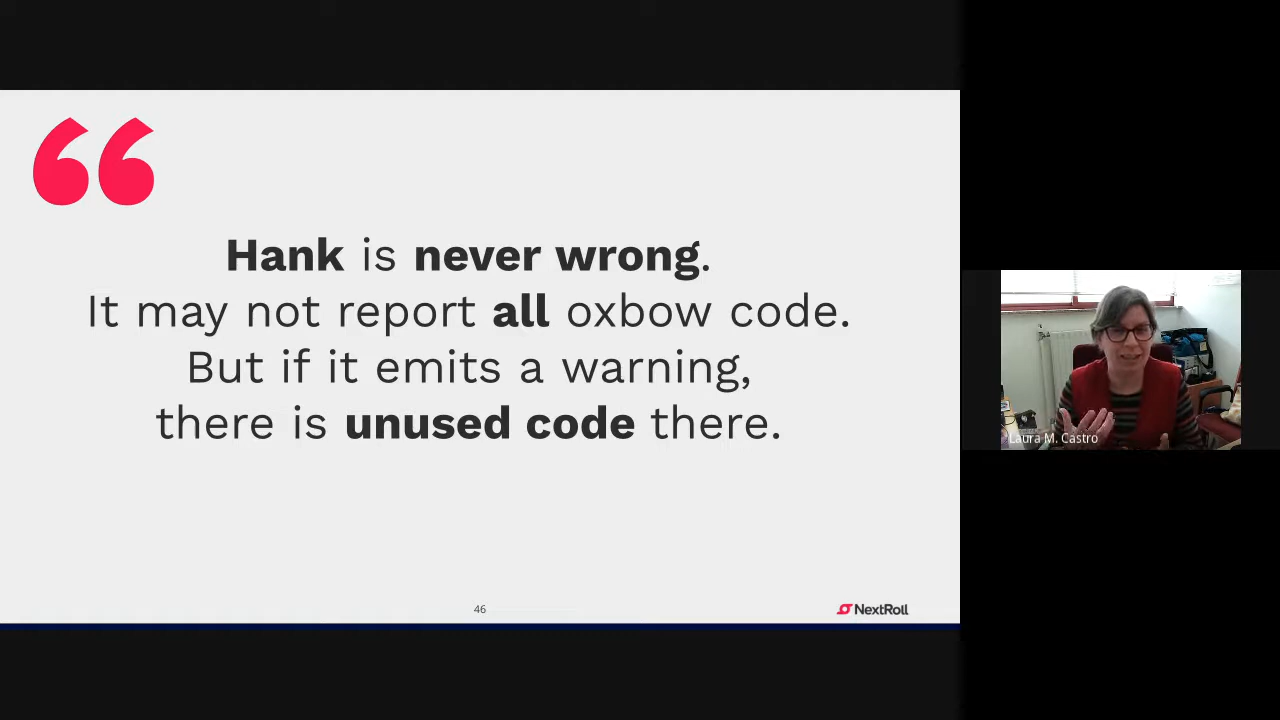 Hank is never wrong.
It may not report all oxbow code.
But if it emits a warning,
there is unused code there.
46
NextRoll
Laura M. Castro